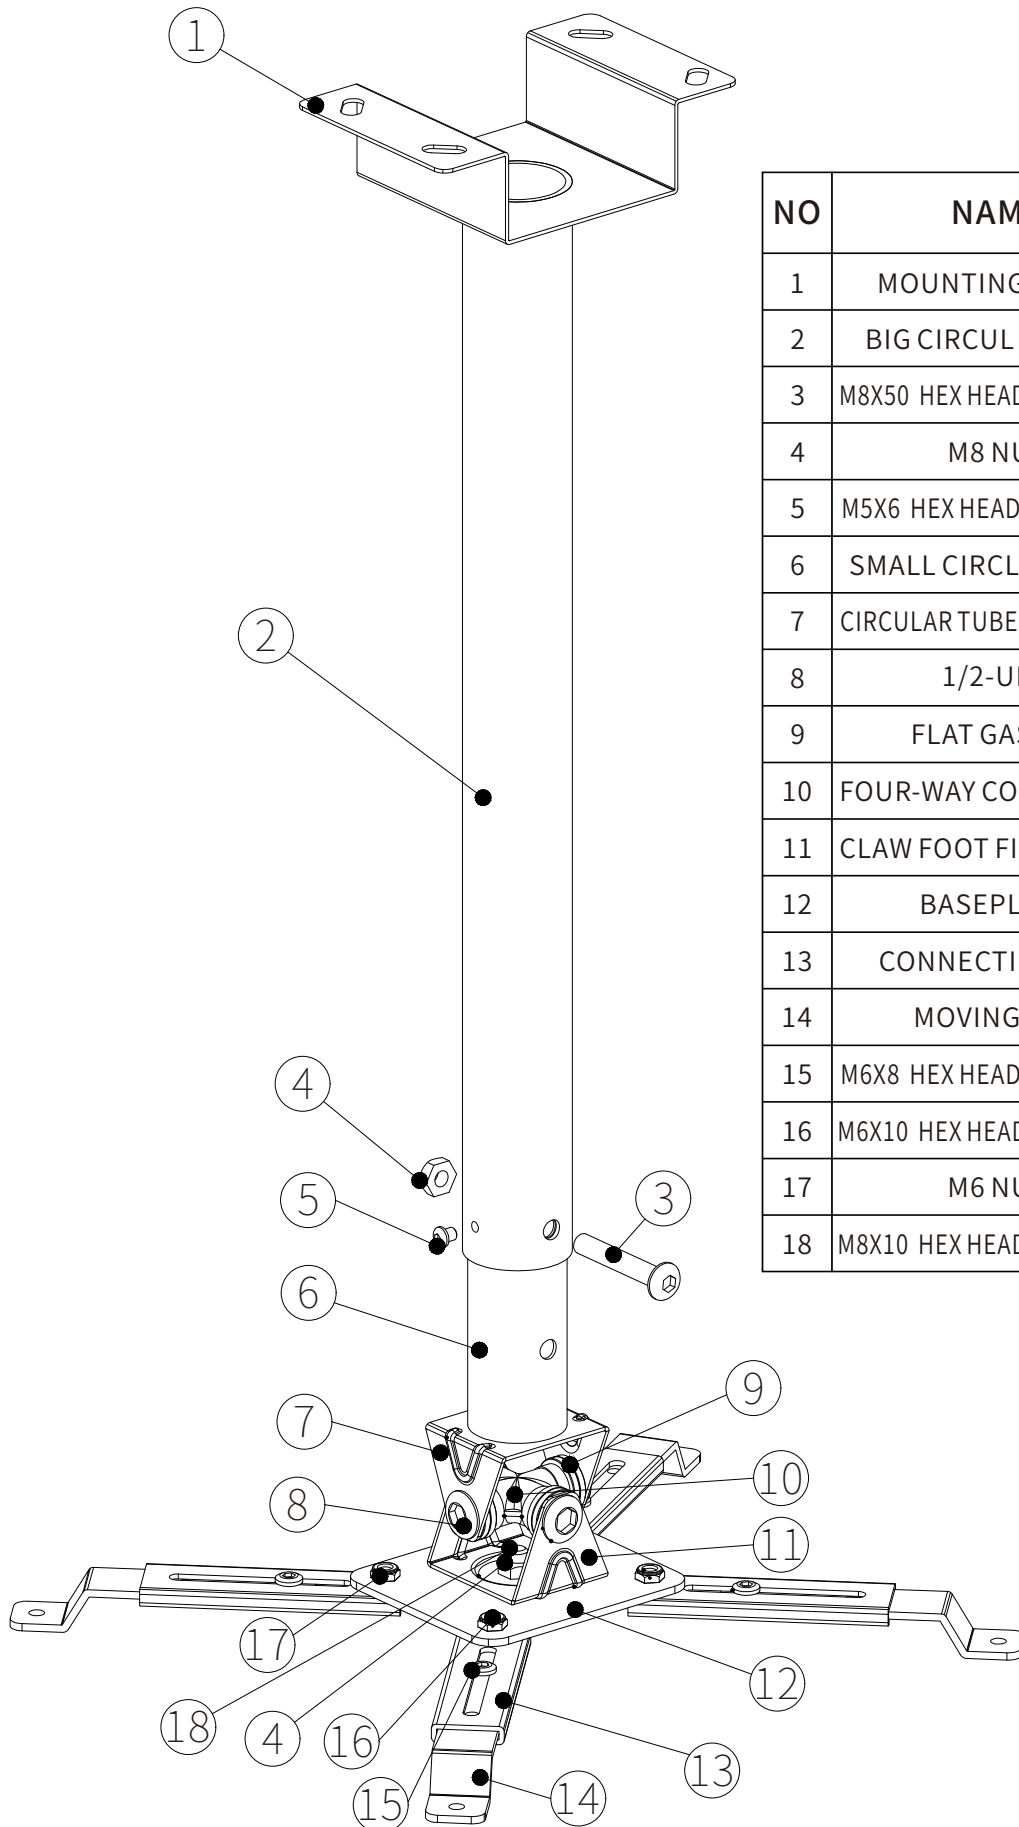 1
2
4
5
3
6
7
9
8
10
11
17
18
4
16
15
14
13
12
NO NAM
1 MOUNTING
2 BIG CIRCUL
3 M8X50 HEX HEAD
4 M8 NU
5 M5X6 HEX HEAD
6 SMALL CIRCL
7 CIRCULAR TUBE
8 1/2-U
9 FLAT GAS
10 FOUR-WAY CO
11 CLAW FOOT FI
12 BASEPL
13 CONNECTI
14 MOVING
15 M6X8 HEX HEAD
16 M6X10 HEX HEAD
17 M6 NU
18 M8X10 HEX HEAD